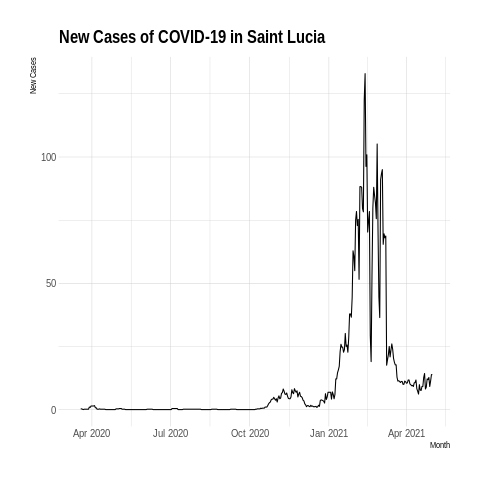 New Cases of COVID-19 in Saint Lucia
New Cases
100
50
0
Apr 2020 Jul 2020 Oct 2020 Jan 2021 Apr 2021
Month